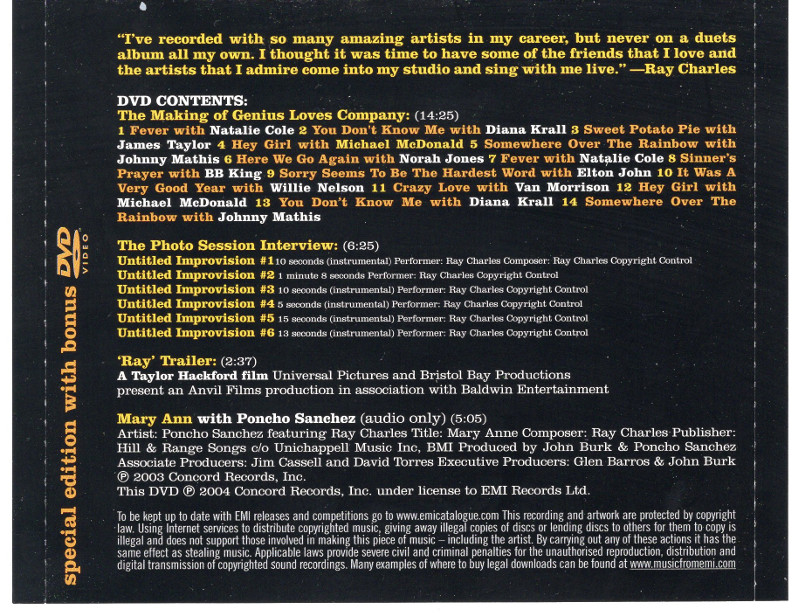 “I've recorded with so many amazing artists in my career, but never on a duets
album all my own. I thought it was time to have some of the friends that I love and
the artists that I admire come into my studio and sing with me live.” —Ray Charles
DVD CONTENTS:
The Making of Genius Loves Company: (14:25)
1 Fever with Natalie Cole 2 You Don't Know Me with Diana Krall 3 Sweet Potato Pie with
James Taylor 4 Hey Girl with Michael McDonald 5 Somewhere Over The Rainbow with
Johnny Mathis 6 Here We Go Again with Norah Jones 7 Fever with Natalie Cole 8 Sinner's
Prayer with BB King 9 Sorry Seems To Be The Hardest Word with Elton John 10 It Was A
Very Good Year with Willie Nelson 11 Crazy Love with Van Morrison 12 Hey Girl with
Michael McDonald 13 You Don't Know Me with Diana Krall 14 Somewhere Over The
Rainbow with Johnny Mathis
The Photo Session Interview: (6:25)
Untitled Improvision #1 10 seconds (instrumental) Performer: Ray Charles Composer: Ray Charles Copyright Control
Untitled Improvision #2 1 minute 8 seconds Performer: Ray Charles Copyright Control
Untitled Improvision #3 10 seconds (instrumental) Performer: Ray Charles Copyright Control
Untitled Improvision #4 5 seconds (instrumental) Performer: Ray Charles Copyright Control
Untitled Improvision #5 15 seconds (instrumental) Performer: Ray Charles Copyright Control
Untitled Improvision #6 13 seconds (instrumental) Performer: Ray Charles Copyright Control
‘Ray’ Trailer: (2:37)
A Taylor Hackford film Universal Pictures and Bristol Bay Productions
present an Anvil Films production in association with Baldwin Entertainment
Mary Ann with Poncho Sanchez (audio only) (5:05)
Artist: Poncho Sanchez featuring Ray Charles Title: Mary Anne Composer: Ray Charles Publisher:
Hill & Range Songs c/o Unichappell Music Inc, BMI Produced by John Burk & Poncho Sanchez
Associate Producers: Jim Cassell and David Torres Executive Producers: Glen Barros & John Burk
℗ 2003 Concord Records, Inc.
This DVD ℗ 2004 Concord Records, Inc. under license to EMI Records Ltd.
To be kept up to date with EMI releases and competitions go to www.emicatalogue.com This recording and artwork are protected by copyright
law. Using Internet services to distribute copyrighted music, giving away illegal copies of discs or lending discs to others for them to copy is
illegal and does not support those involved in making this piece of music – including the artist. By carrying out any of these actions it has the
same effect as stealing music. Applicable laws provide severe civil and criminal penalties for the unauthorised reproduction, distribution and
digital transmission of copyrighted sound recordings. Many examples of where to buy legal downloads can be found at www.musicfromemi.com
special edition with bonus DVD VIDEO